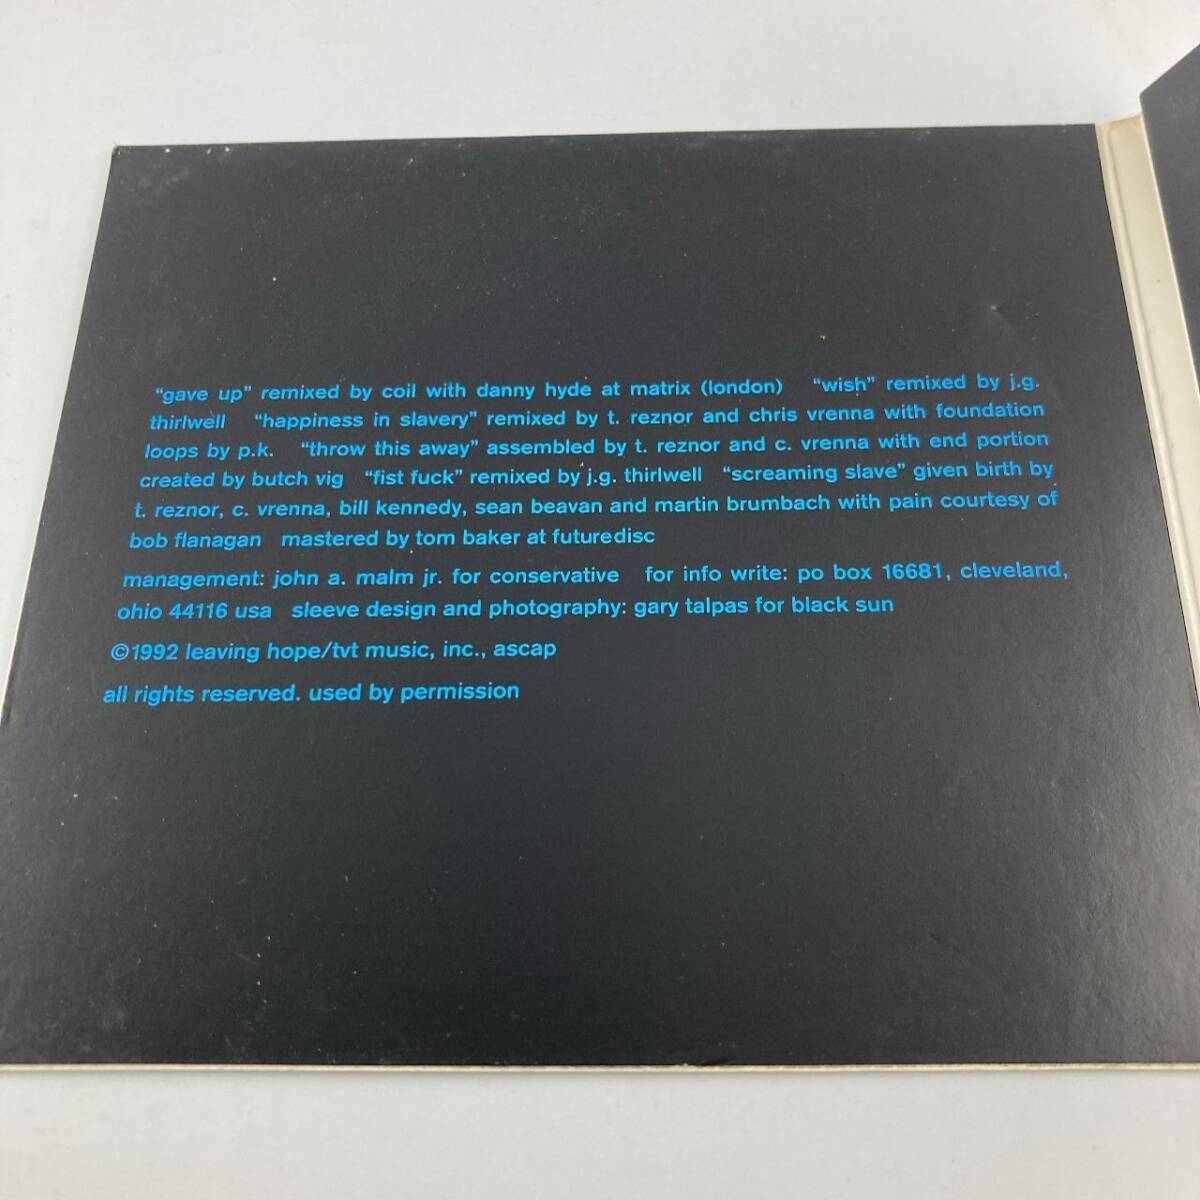 “gave up” remixed by coil with danny hyde at matrix (london) “wish” remixed by j.g.
thirlwell “happiness in slavery” remixed by t. reznor and chris vrenna with foundation
loops by p.k. “throw this away” assembled by t. reznor and c. vrenna with end portion
created by butch vig “fist fuck” remixed by j.g. thirlwell “screaming slave” given birth by
t. reznor, c. vrenna, bill kennedy, sean beavan and martin brumbach with pain courtesy of
bob flanagan mastered by tom baker at futuredisc
management: john a. malm jr. for conservative for info write: po box 16681, cleveland,
ohio 44116 usa sleeve design and photography: gary talpas for black sun
©1992 leaving hope/tvt music, inc., ascap
all rights reserved. used by permission